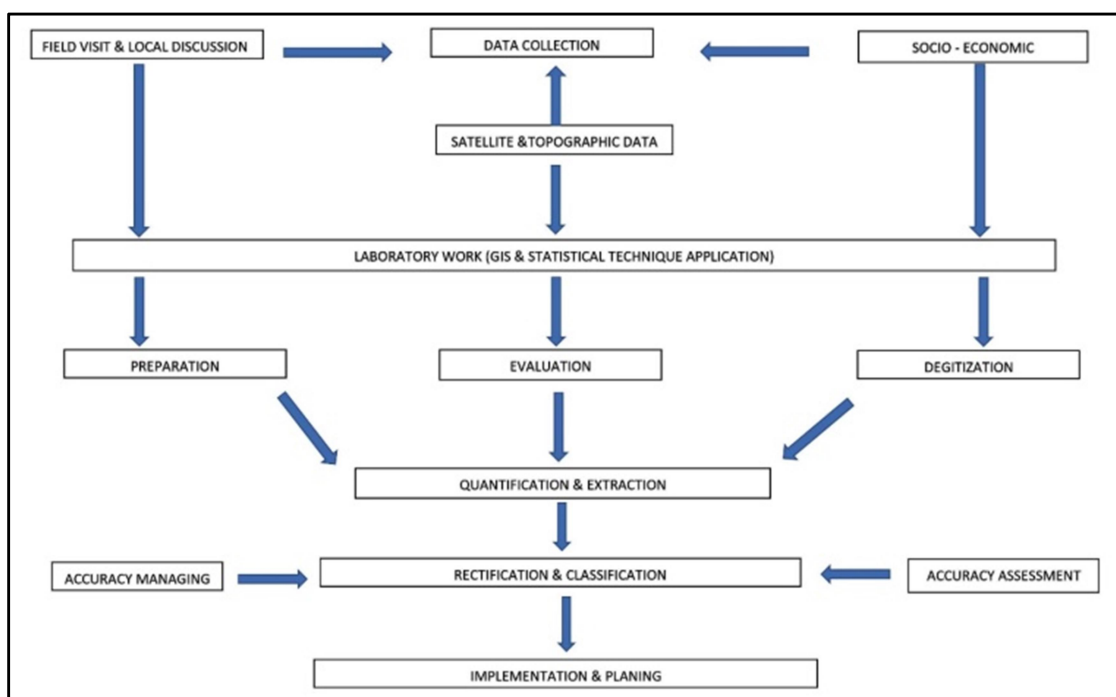 FIELD VISIT & LOCAL DISCUSSION
DATA COLLECTION
SOCIO - ECONOMIC
SATELLITE &TOPOGRAPHIC DATA
LABORATORY WORK (GIS & STATISTICAL TECHNIQUE APPLICATION)
PREPARATION
EVALUATION
DEGITIZATION
QUANTIFICATION & EXTRACTION
ACCURACY MANAGING
RECTIFICATION & CLASSIFICATION
ACCURACY ASSESSMENT
IMPLEMENTATION & PLANING